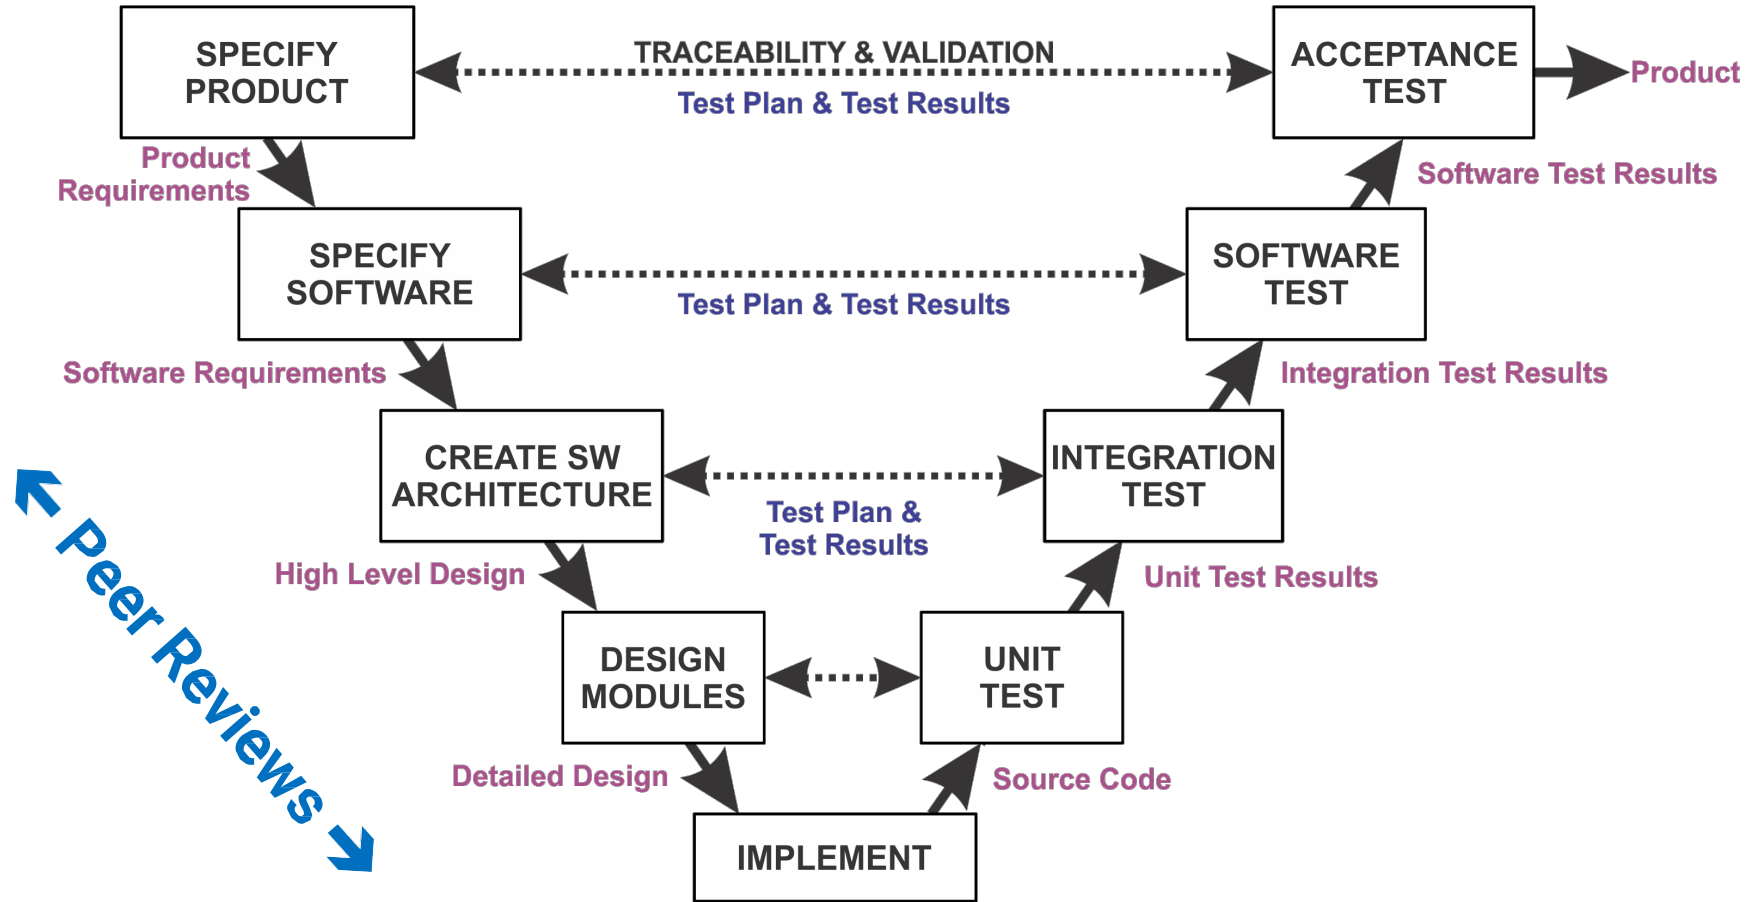 SPECIFY
PRODUCT
TRACEABILITY & VALIDATION
Test Plan & Test Results
ACCEPTANCE
TEST
Product
Product
Requirements
Software Test Results
SPECIFY
SOFTWARE
Test Plan & Test Results
SOFTWARE
TEST
Software Requirements
Integration Test Results
CREATE SW
ARCHITECTURE
Test Plan &
Test Results
INTEGRATION
TEST
High Level Design
Unit Test Results
Peer Reviews
DESIGN
MODULES
UNIT
TEST
Detailed Design
Source Code
IMPLEMENT